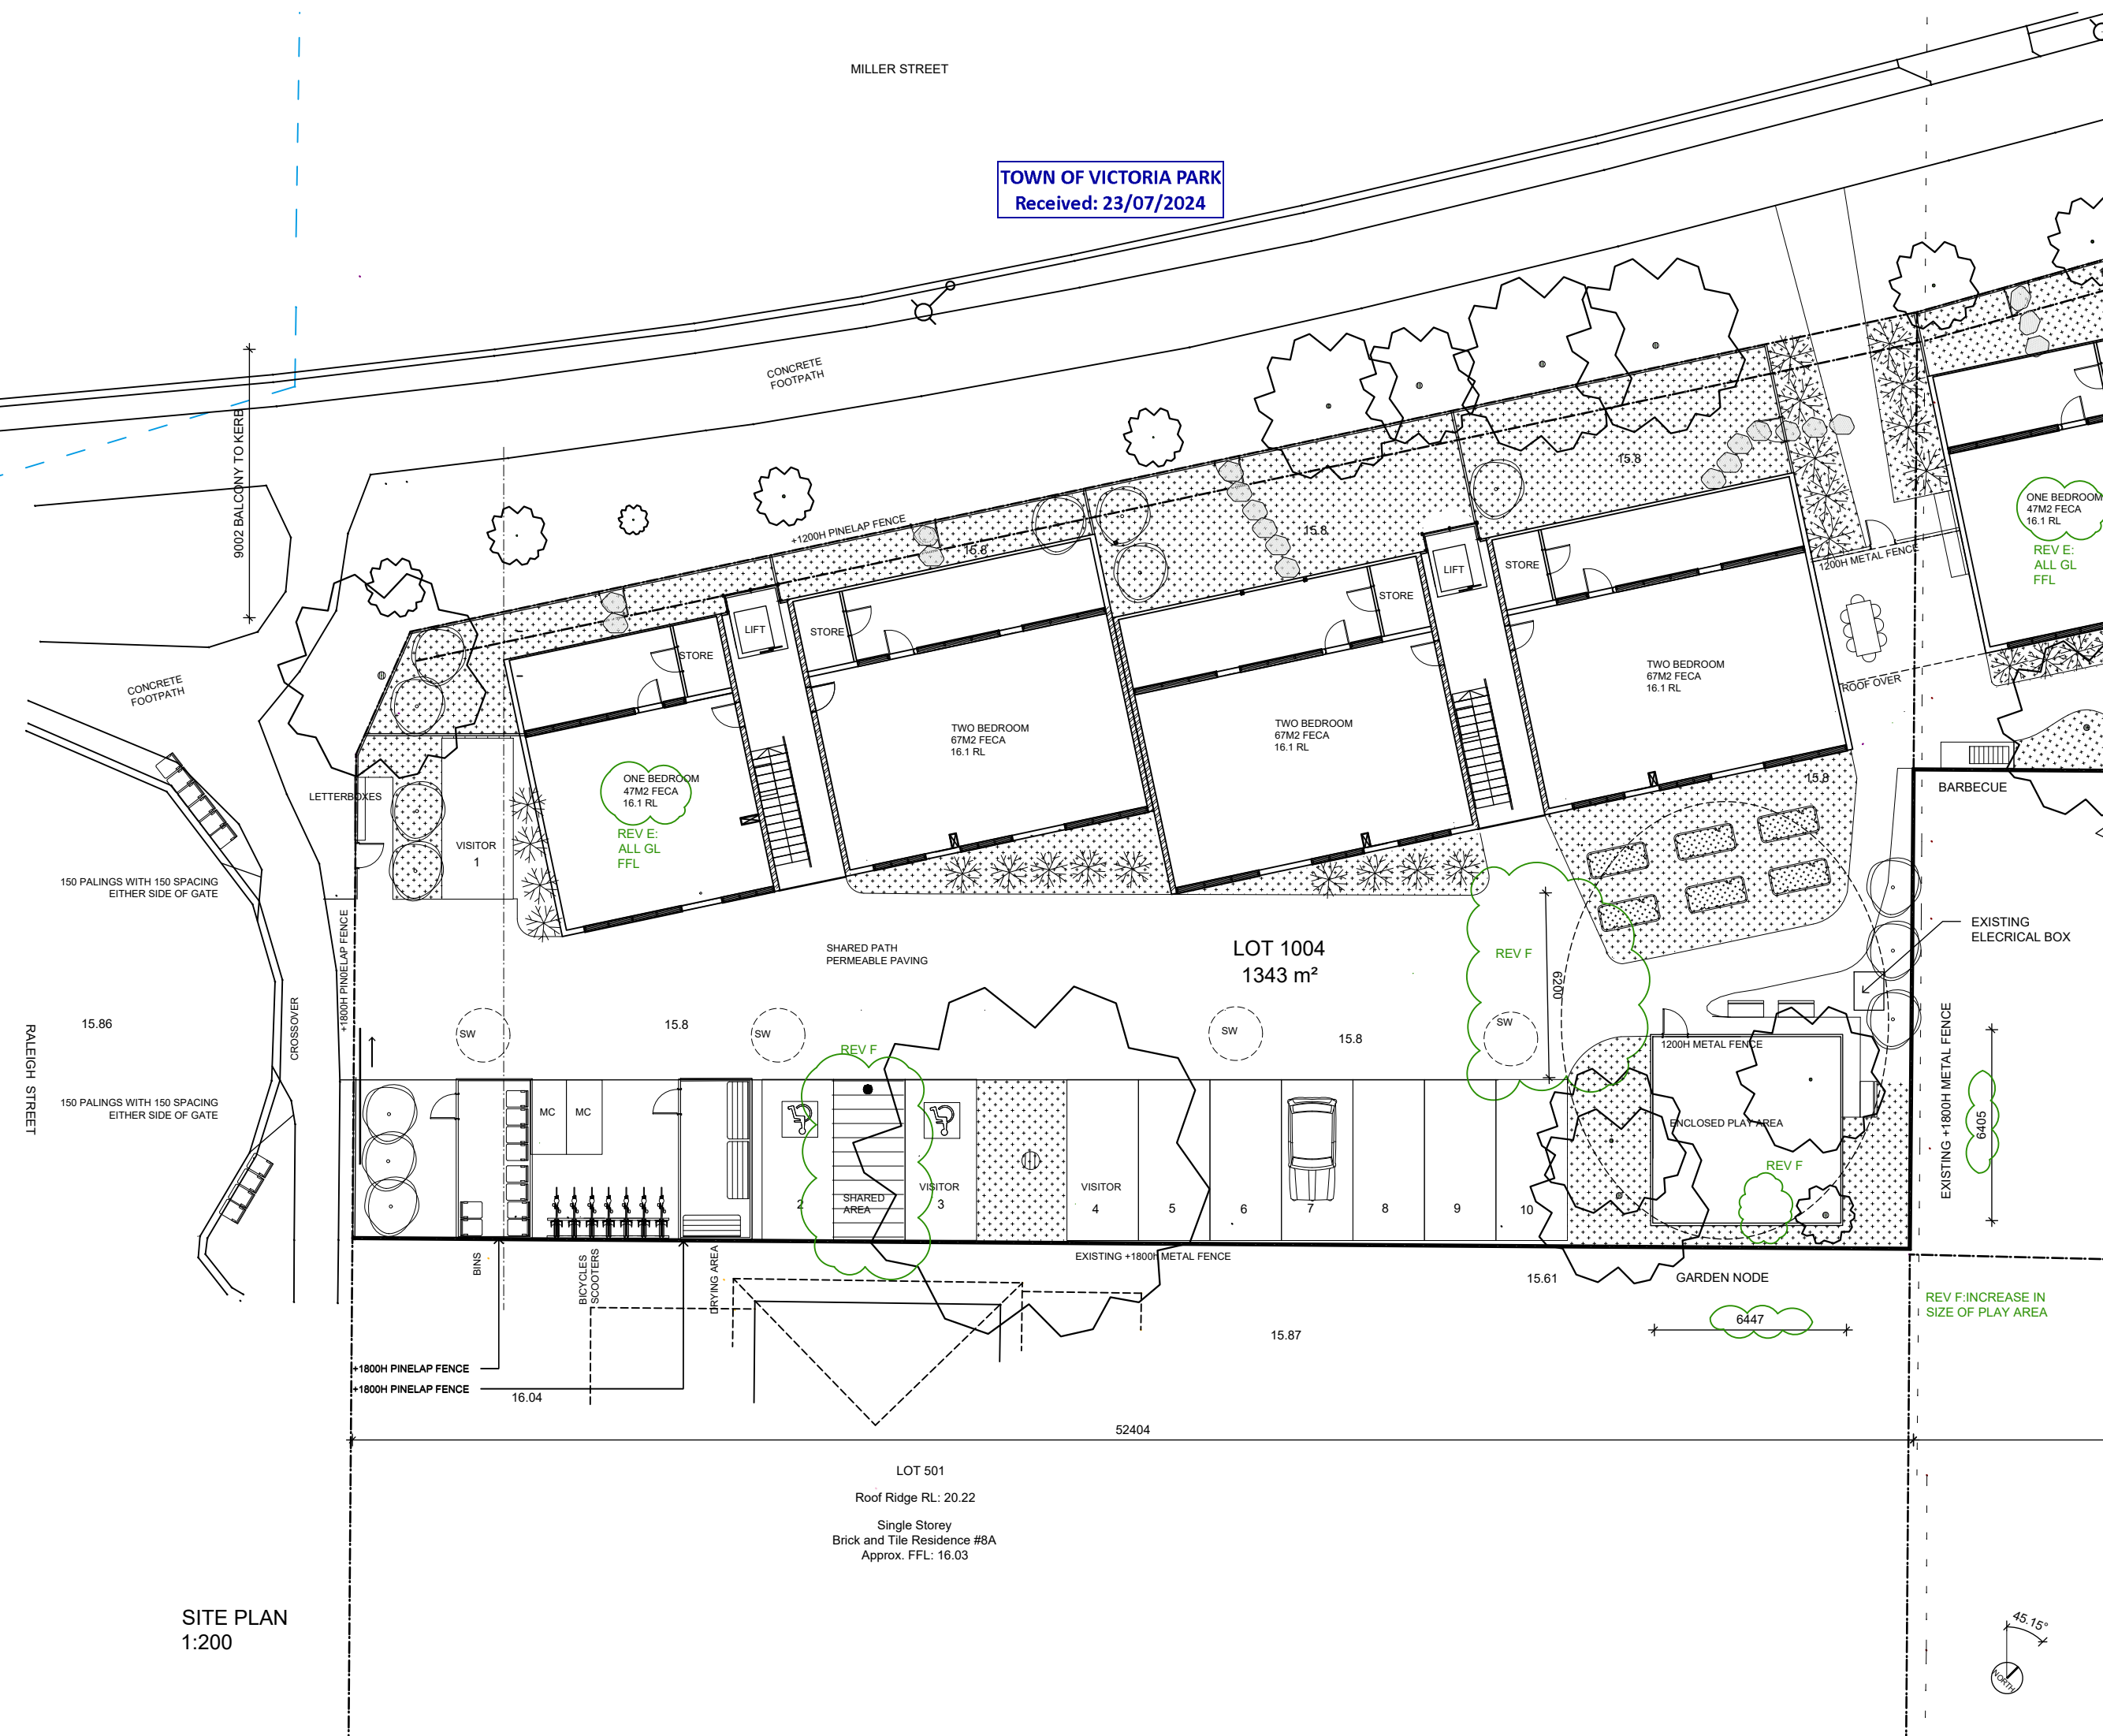 MILLER STREET
TOWN OF VICTORIA PARK
Received: 23/07/2024
CONCRETE
FOOTPATH
9002 BALCONY TO KERB
+1200H PINELAP FENCE
15.8
15.8
15.8
ONE BEDROOM
47M2 FECA
16.1 RL
REV E:
ALL GL
FFL
1200H METAL FENCE
LIFT
STORE
STORE
LIFT
STORE
STORE
TWO BEDROOM
67M2 FECA
16.1 RL
ROOF OVER
CONCRETE
FOOTPATH
TWO BEDROOM
67M2 FECA
16.1 RL
TWO BEDROOM
67M2 FECA
16.1 RL
ONE BEDROOM
47M2 FECA
16.1 RL
REV E:
ALL GL
FFL
15.8
BARBECUE
LETTERBOXES
VISITOR
1
150 PALINGS WITH 150 SPACING
EITHER SIDE OF GATE
+1800H PIN0ELAP FENCE
SHARED PATH
PERMEABLE PAVING
LOT 1004
1343 m²
REV F
6200
EXISTING
ELECRICAL BOX
RALEIGH STREET
15.86
CROSSOVER
SW
15.8
SW
REV F
SW
15.8
SW
1200H METAL FENCE
EXISTING +1800H METAL FENCE
6405
150 PALINGS WITH 150 SPACING
EITHER SIDE OF GATE
MC
MC
ENCLOSED PLAY AREA
REV F
2
SHARED
AREA
VISITOR
3
VISITOR
4
5
6
7
8
9
10
BINS
BICYCLES
SCOOTERS
DRYING AREA
EXISTING +1800H METAL FENCE
15.61
GARDEN NODE
REV F:INCREASE IN
SIZE OF PLAY AREA
6447
15.87
+1800H PINELAP FENCE
+1800H PINELAP FENCE
16.04
52404
LOT 501
Roof Ridge RL: 20.22
Single Storey
Brick and Tile Residence #8A
Approx. FFL: 16.03
SITE PLAN
1:200
45.15°
NORTH